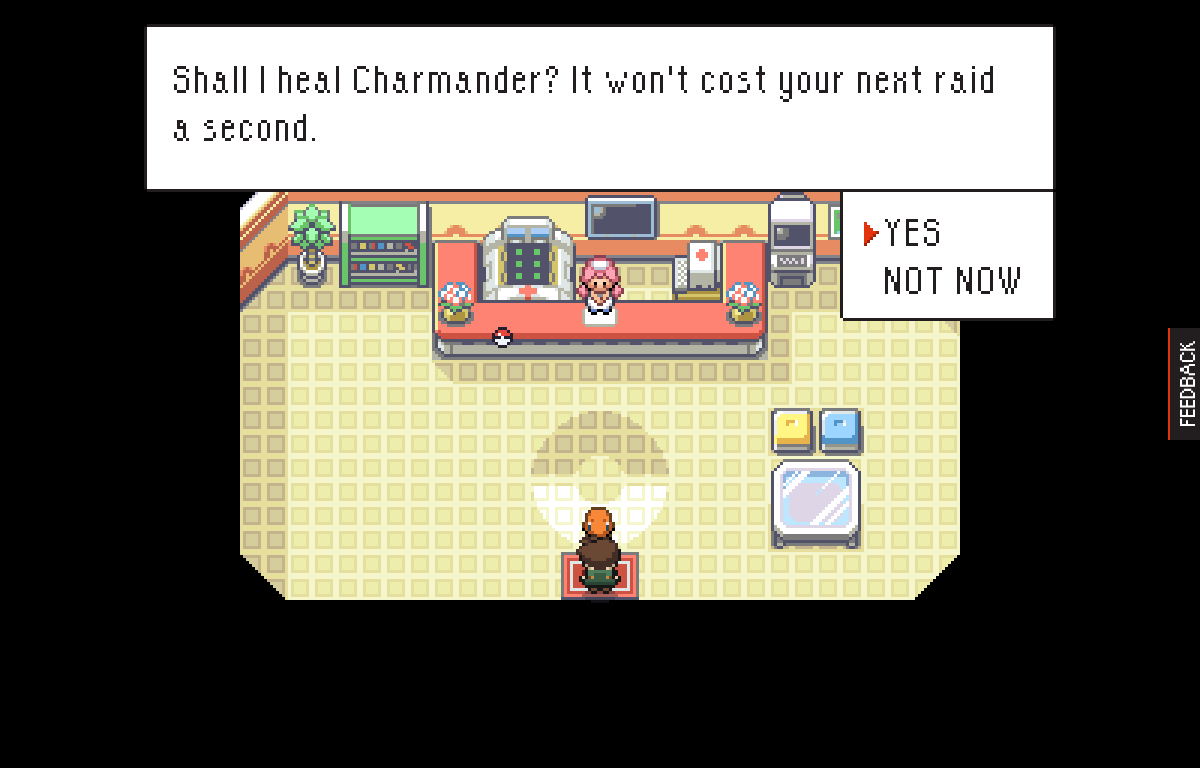 Shall I heal Charmander? It won't cost your next raid
a second.
YES
NOT NOW
FEEDBACK